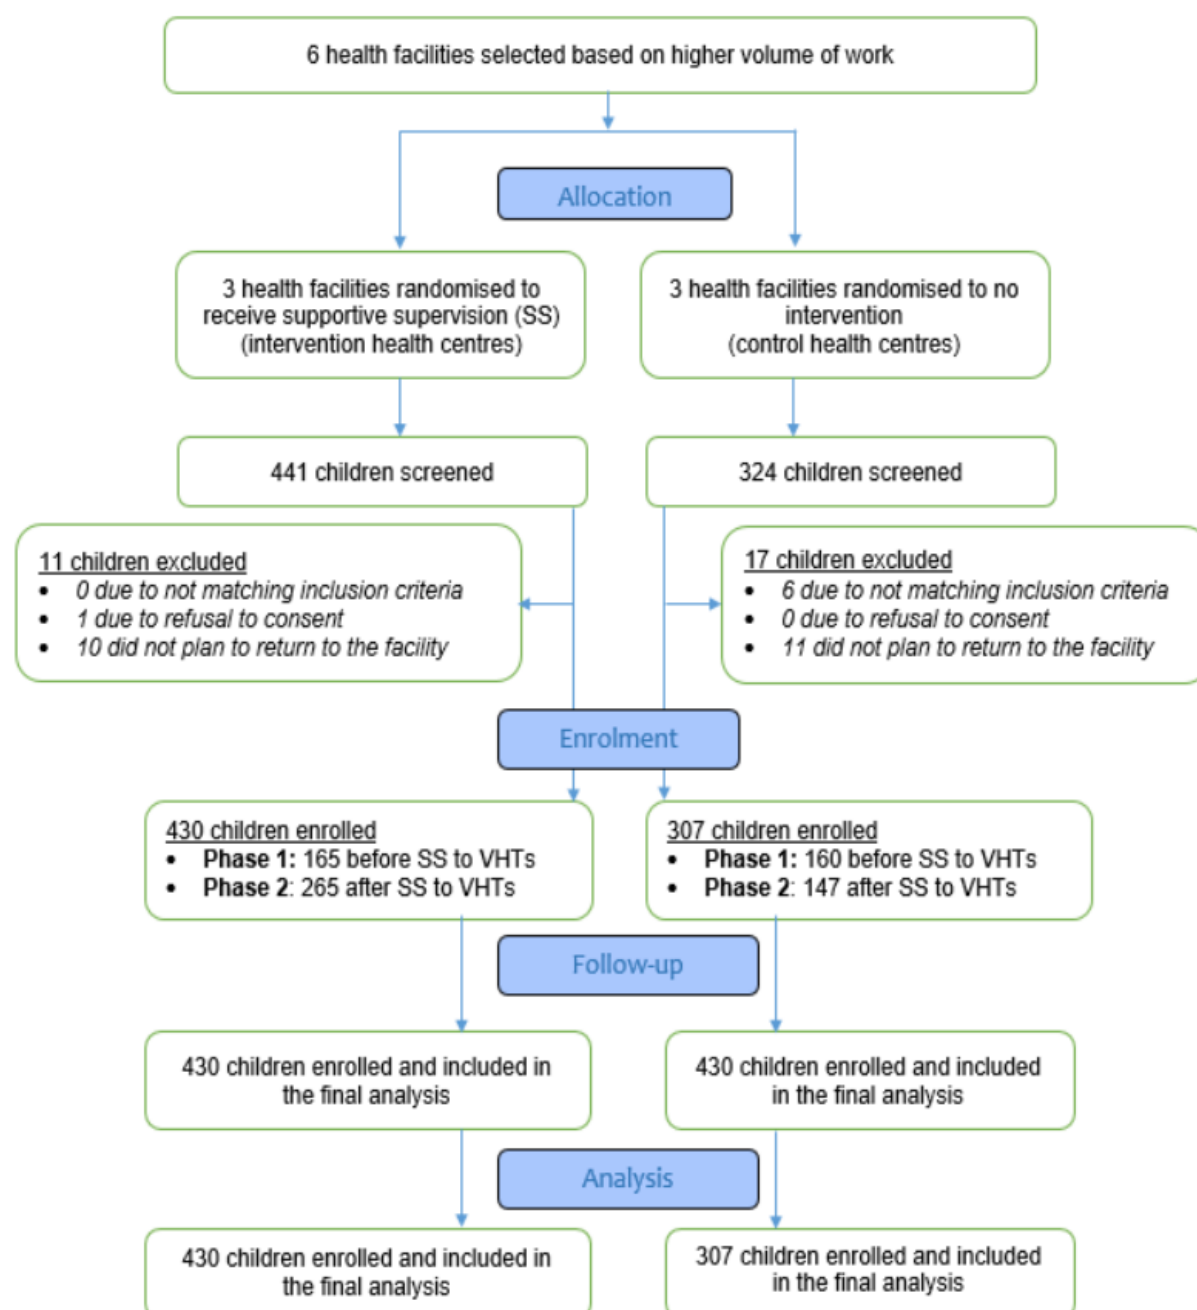 6 health facilities selected based on higher volume of work
Allocation
3 health facilities randomised to
receive supportive supervision (SS)
(intervention health centres)
3 health facilities randomised to no
intervention
(control health centres)
441 children screened
324 children screened
11 children excluded
• 0 due to not matching inclusion criteria
• 1 due to refusal to consent
• 10 did not plan to return to the facility
17 children excluded
• 6 due to not matching inclusion criteria
• 0 due to refusal to consent
• 11 did not plan to return to the facility
Enrolment
430 children enrolled
• Phase 1: 165 before SS to VHTs
• Phase 2: 265 after SS to VHTs
307 children enrolled
• Phase 1: 160 before SS to VHTs
• Phase 2: 147 after SS to VHTs
Follow-up
430 children enrolled and included in
the final analysis
430 children enrolled and included
in the final analysis
Analysis
430 children enrolled and included in
the final analysis
307 children enrolled and included
in the final analysis